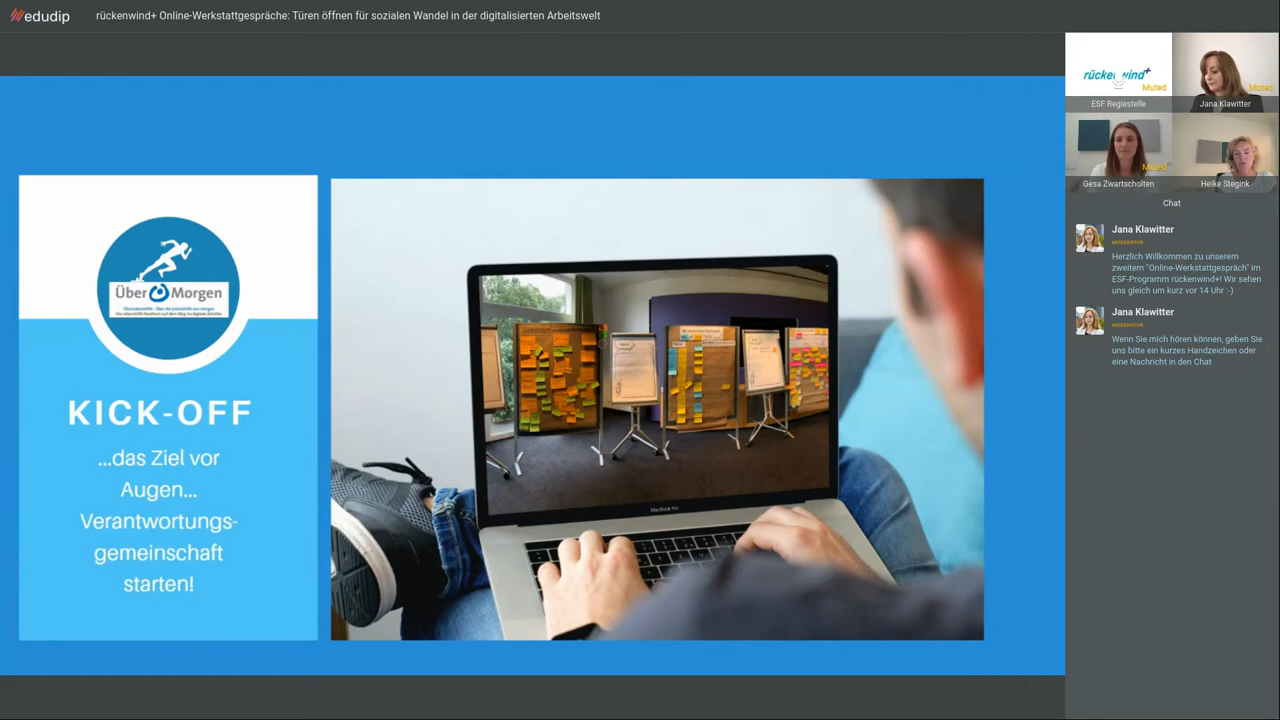 edudip
rückenwind+ Online-Werkstattgespräche: Türen öffnen für sozialen Wandel in der digitalisierten Arbeitswelt
Über Morgen
KICK-OFF
...das Ziel vor
Augen...
Verantwortungs-
gemeinschaft
starten!
MacBook Pro
Muted
ESF Regiestelle
Muted
Jana Klawitter
Muted
Gesa Zwartscholten
Heike Stegink
Chat
Jana Klawitter
MODERATOR
Herzlich Willkommen zu unserem
zweitem "Online-Werkstattgespräch" im
ESF-Programm rückenwind+! Wir sehen
uns gleich um kurz vor 14 Uhr :-)
Jana Klawitter
MODERATOR
Wenn Sie mich hören können, geben Sie
uns bitte ein kurzes Handzeichen oder
eine Nachricht in den Chat